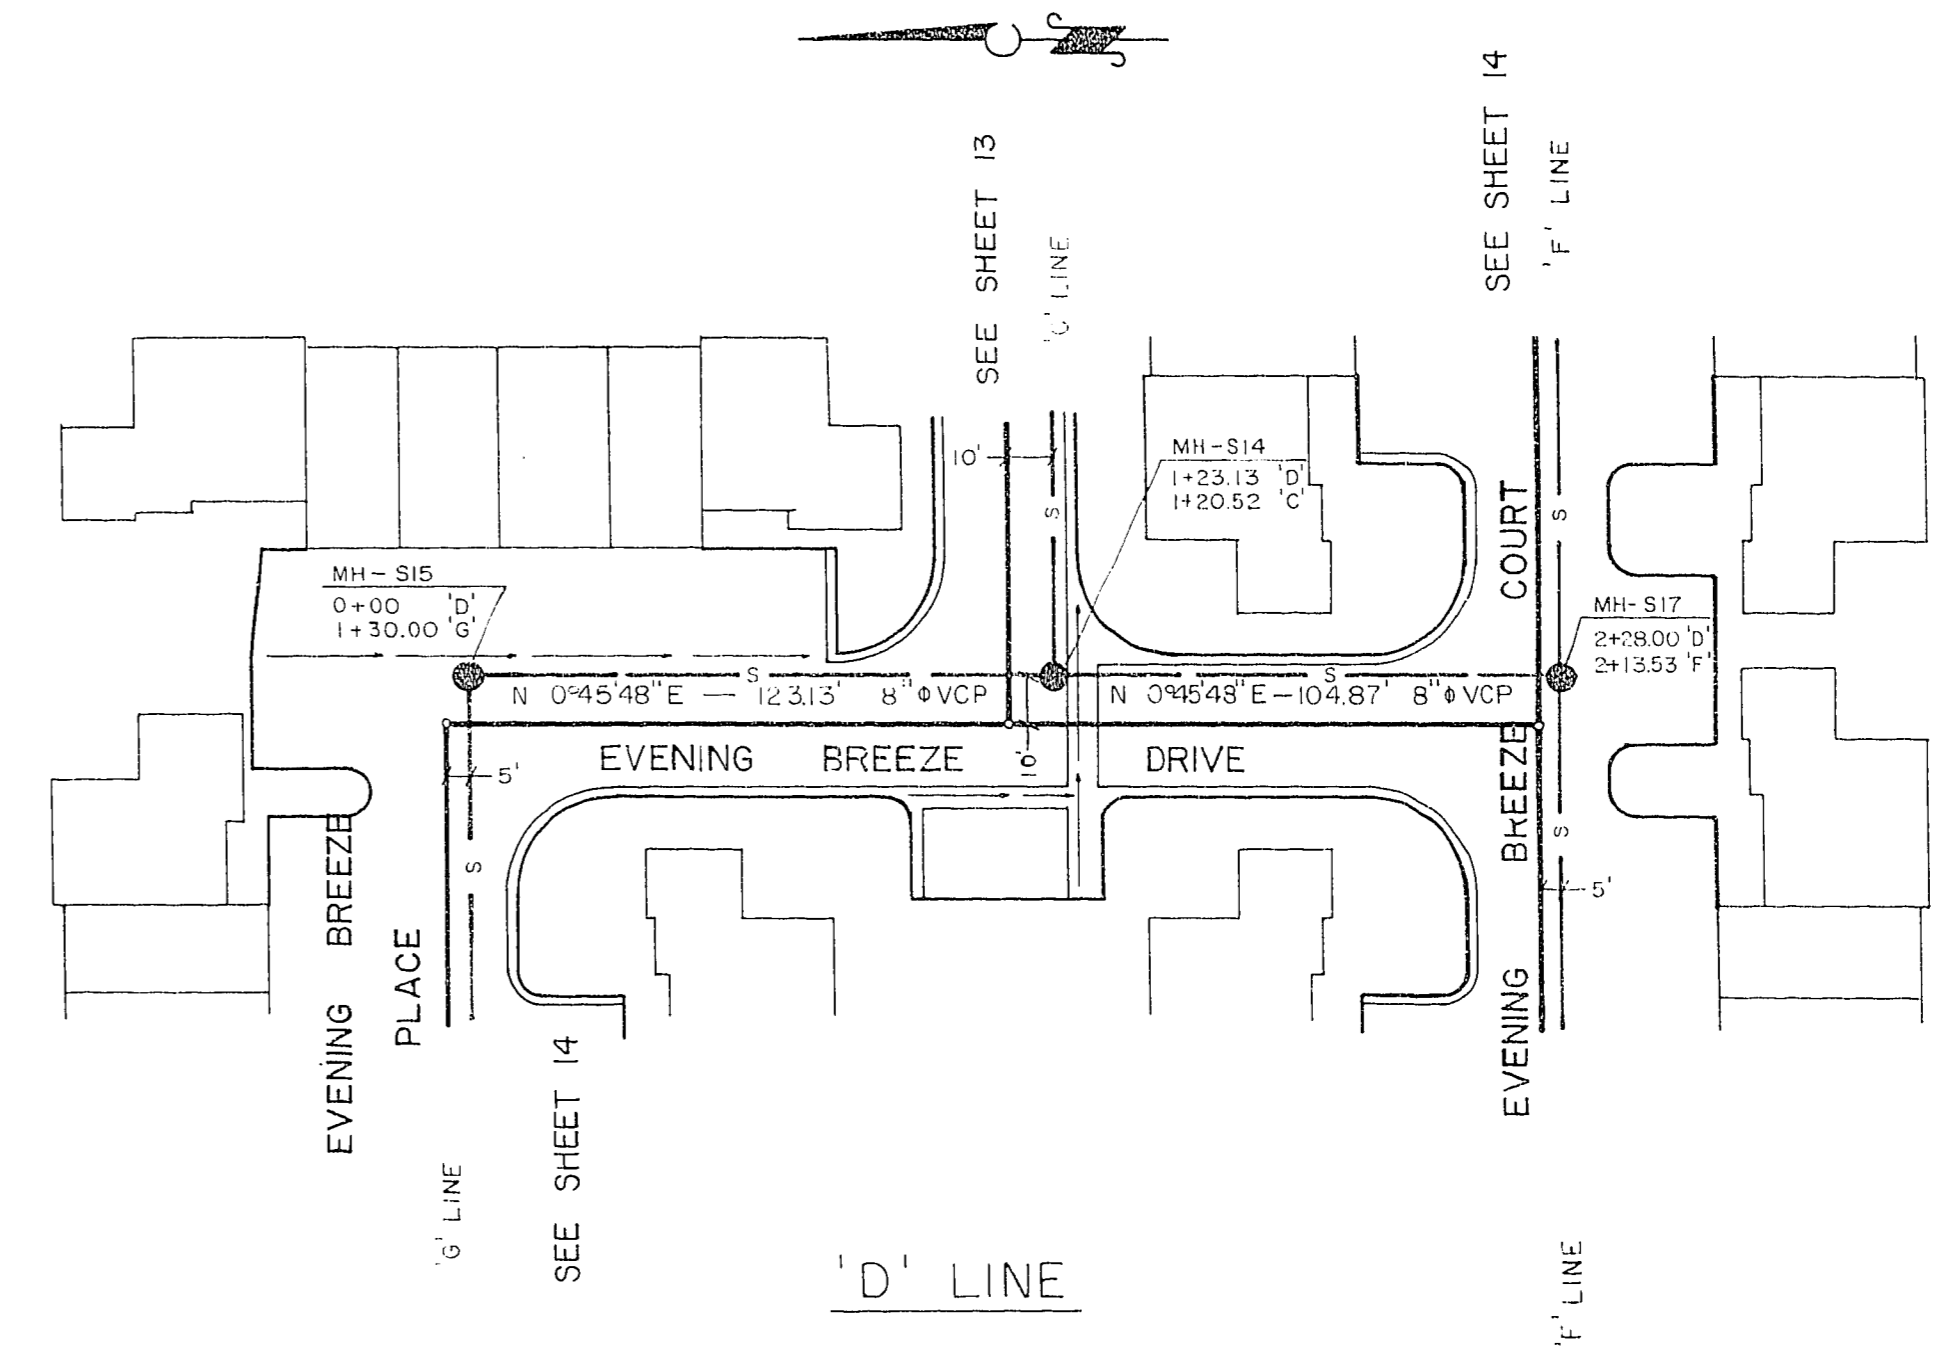 N
SEE SHEET 13
'C' LINE
SEE SHEET 14
'F' LINE
10'
MH-S14
1+23.13 'D'
1+20.52 'C'
S
S
MH-S15
0+00 'D'
1+30.00 'G'
MH-S17
2+28.00 'D'
2+13.53 'F'
S
S
N 0°45'48"E — 123.13' 8"ΦVCP
N 0°45'48"E-104.87' 8"ΦVCP
EVENING BREEZE DRIVE
10'
5'
S
S
5'
EVENING BREEZE
PLACE
EVENING BREEZE COURT
'G' LINE
SEE SHEET 14
'D' LINE
'F' LINE